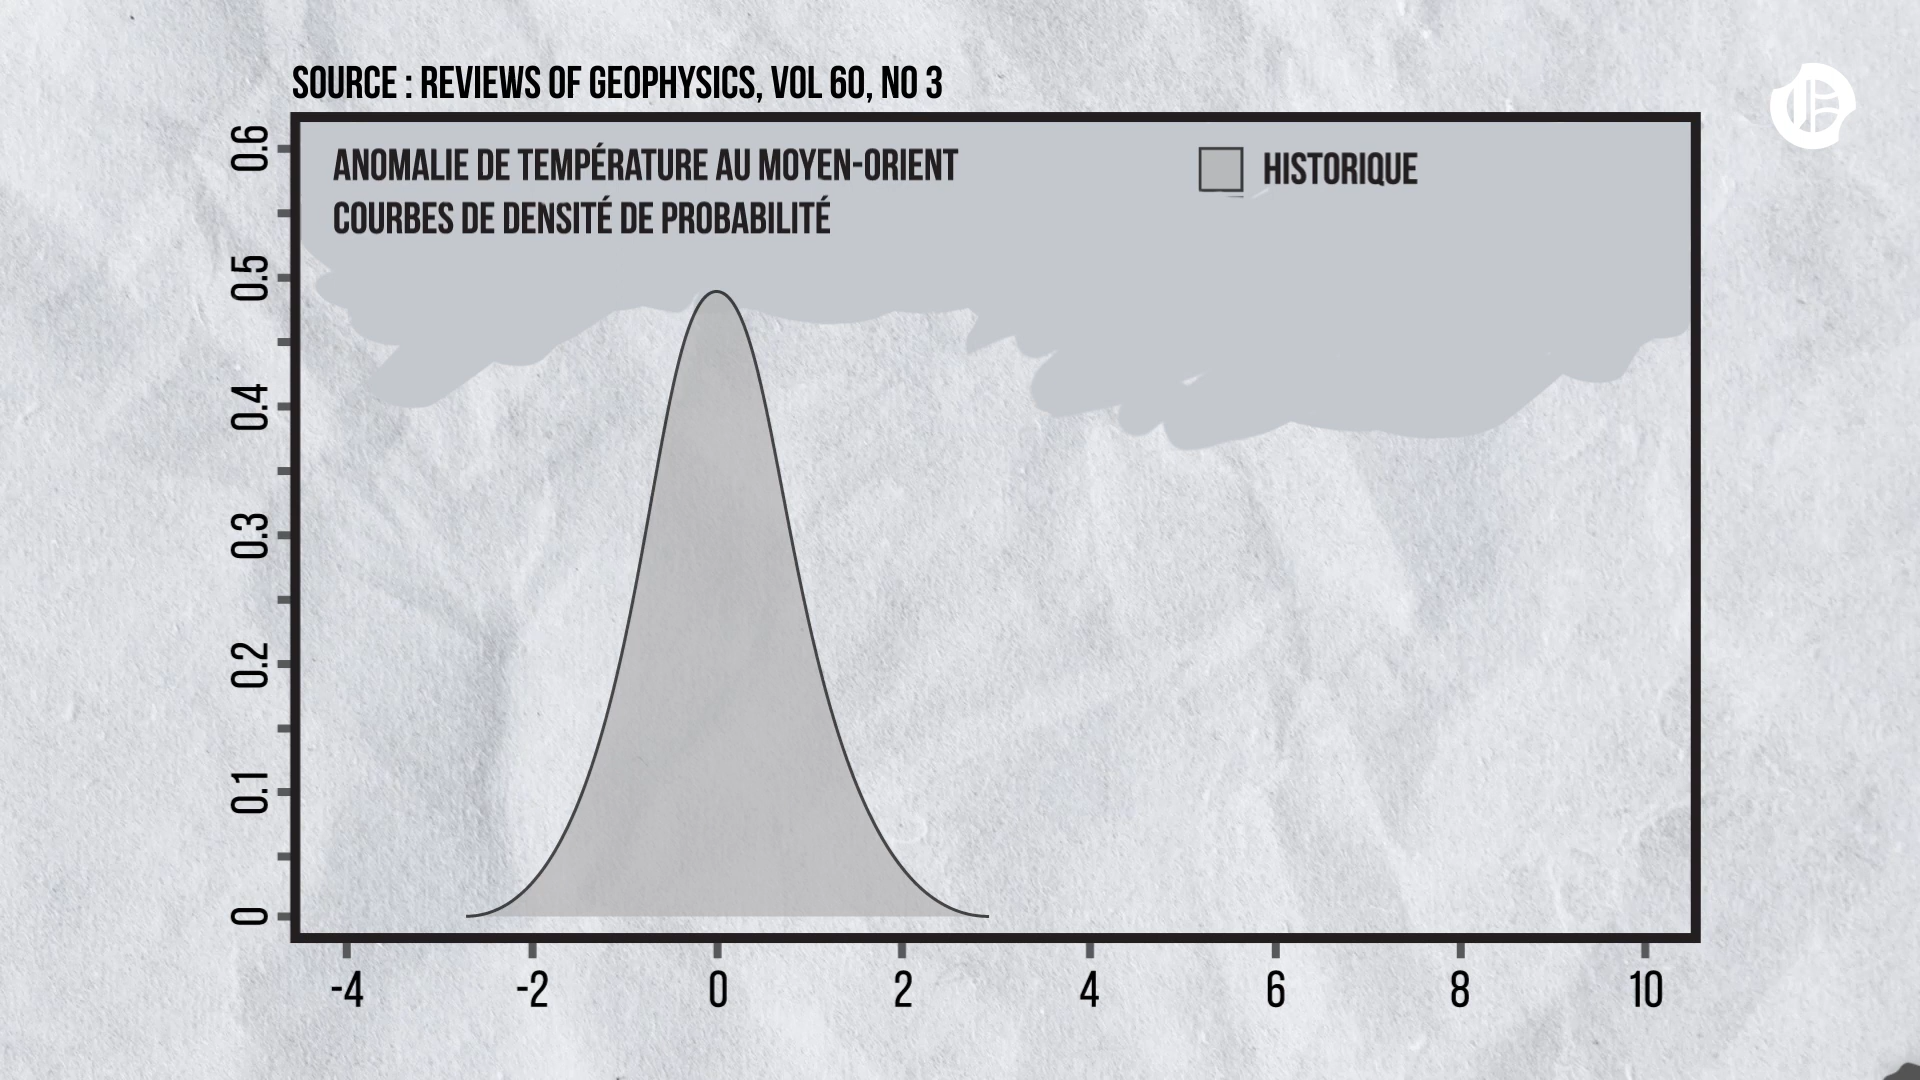 SOURCE : REVIEWS OF GEOPHYSICS, VOL 60, NO 3
ANOMALIE DE TEMPÉRATURE AU MOYEN-ORIENT
COURBES DE DENSITÉ DE PROBABILITÉ
HISTORIQUE
0.6
0.5
0.4
0.3
0.2
0.1
0
-4 -2 0 2 4 6 8 10